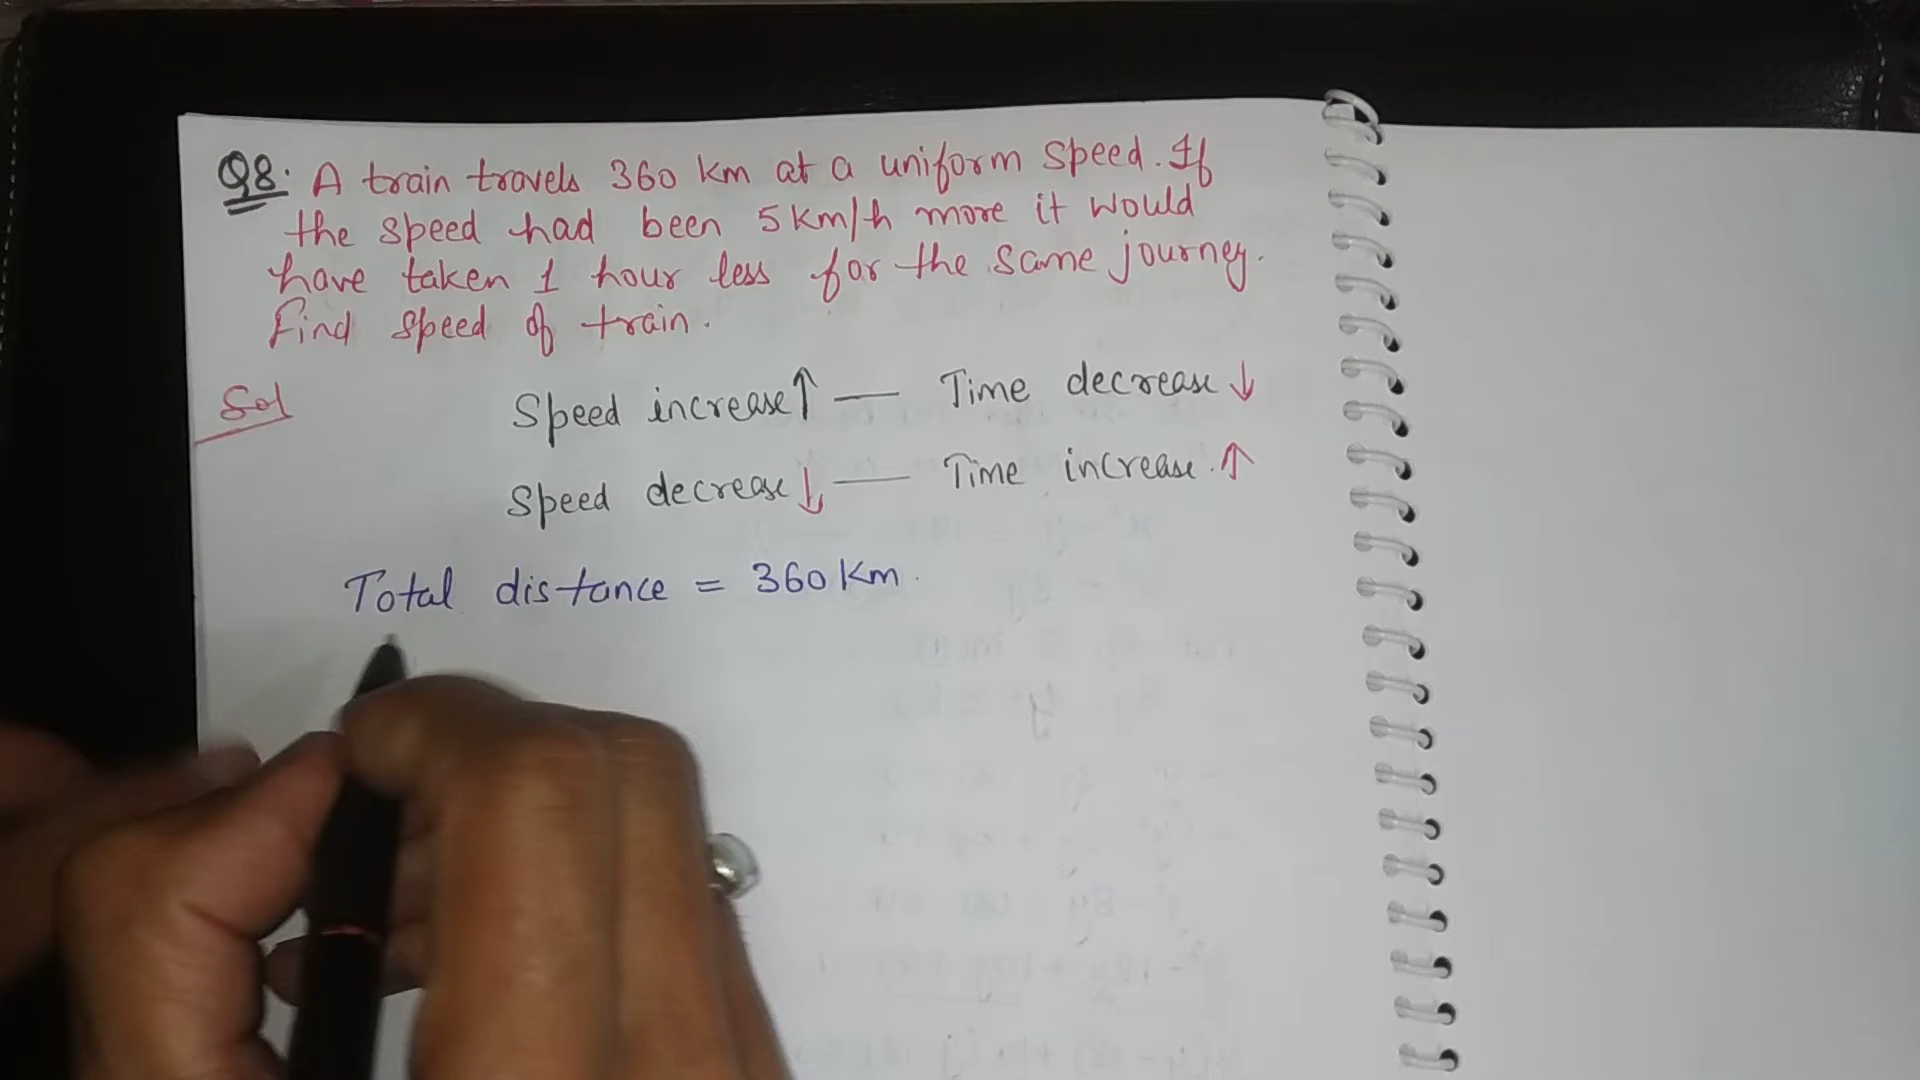 Q8. A train travels 360 km at a uniform speed. If
the speed had been 5km/h more it would
have taken 1 hour less for the same journey.
Find speed of train.
Sol
Speed increase ↑ — Time decrease ↓
Speed decrease ↓ — Time increase. ↑
Total distance = 360 Km.